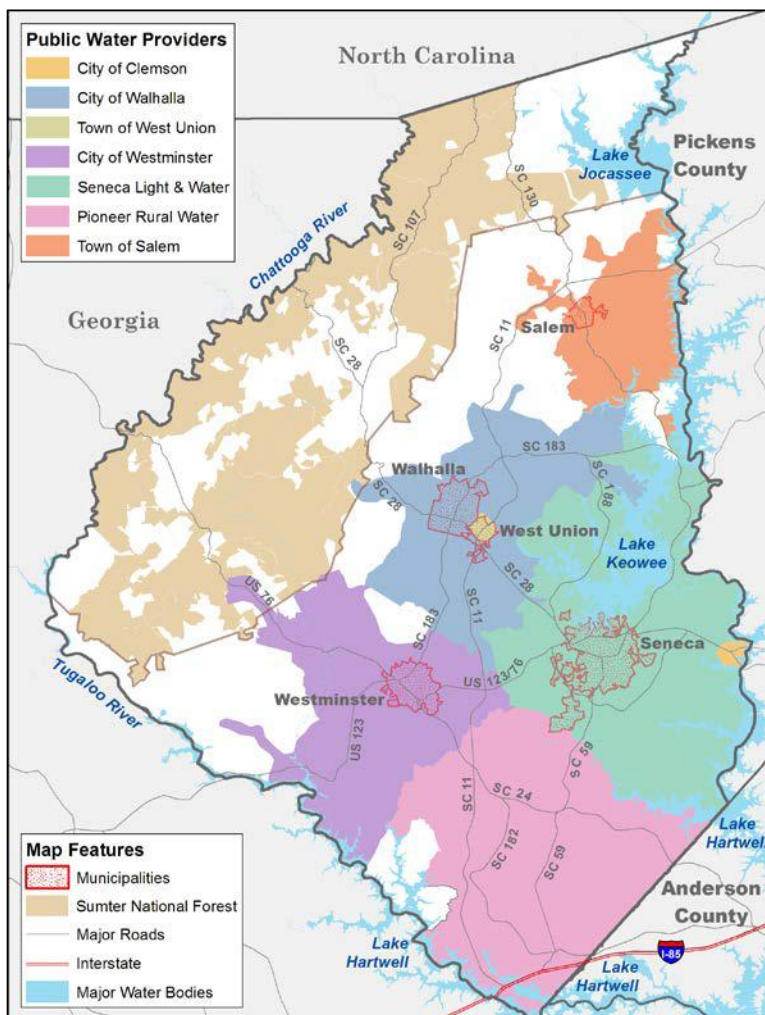 Public Water Providers
City of Clemson
City of Walhalla
Town of West Union
City of Westminster
Seneca Light & Water
Pioneer Rural Water
Town of Salem
North Carolina
Pickens
County
Lake
Jocassee
SC 130
SC 107
Chattooga River
Georgia
SC 28
SC 11
Salem
Walhalla
SC 183
SC 188
SC 28
West Union
Lake
Keowee
SC 28
US 76
SC 183
SC 11
Seneca
Tugaloo River
Westminster
US 123/76
US 123
SC 59
SC 11
SC 24
SC 182
SC 59
Lake
Hartwell
Anderson
County
Lake
Hartwell
I-85
Lake
Hartwell
Map Features
Municipalities
Sumter National Forest
Major Roads
Interstate
Major Water Bodies